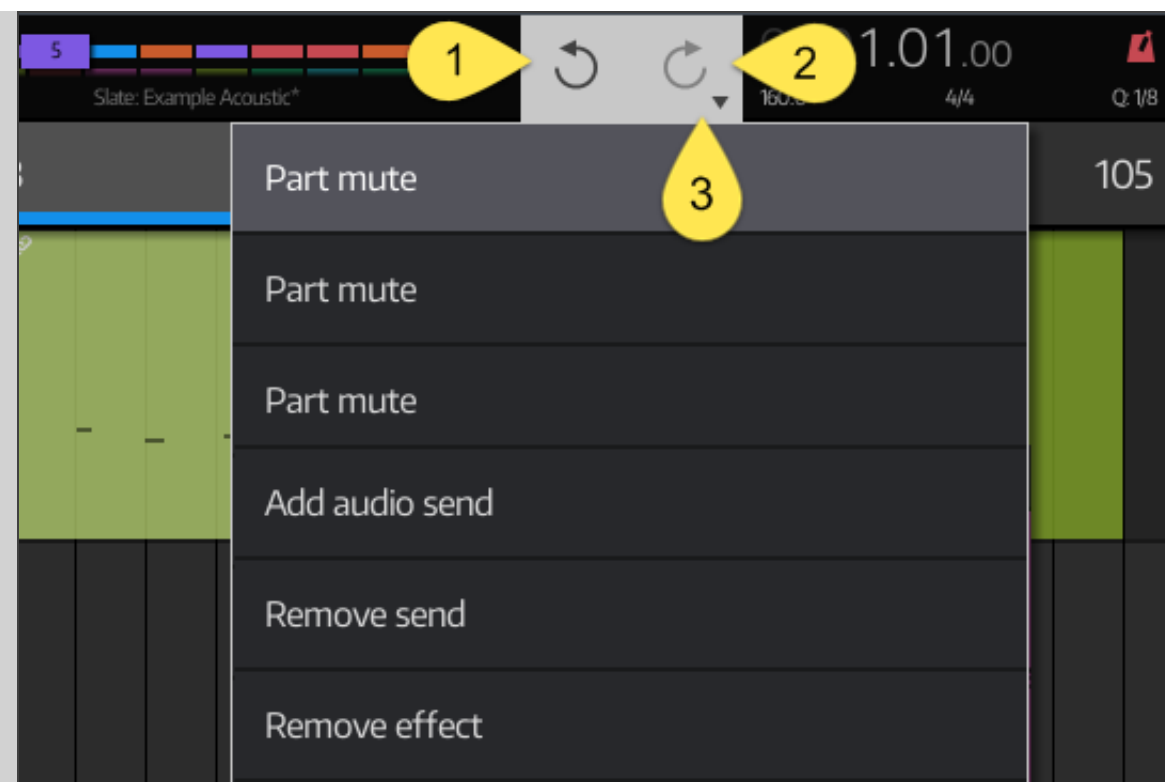 5
1
2
1.01.00
Slate: Example Acoustic*
4/4
Q: 1/8
Part mute
3
105
Part mute
Part mute
Add audio send
Remove send
Remove effect